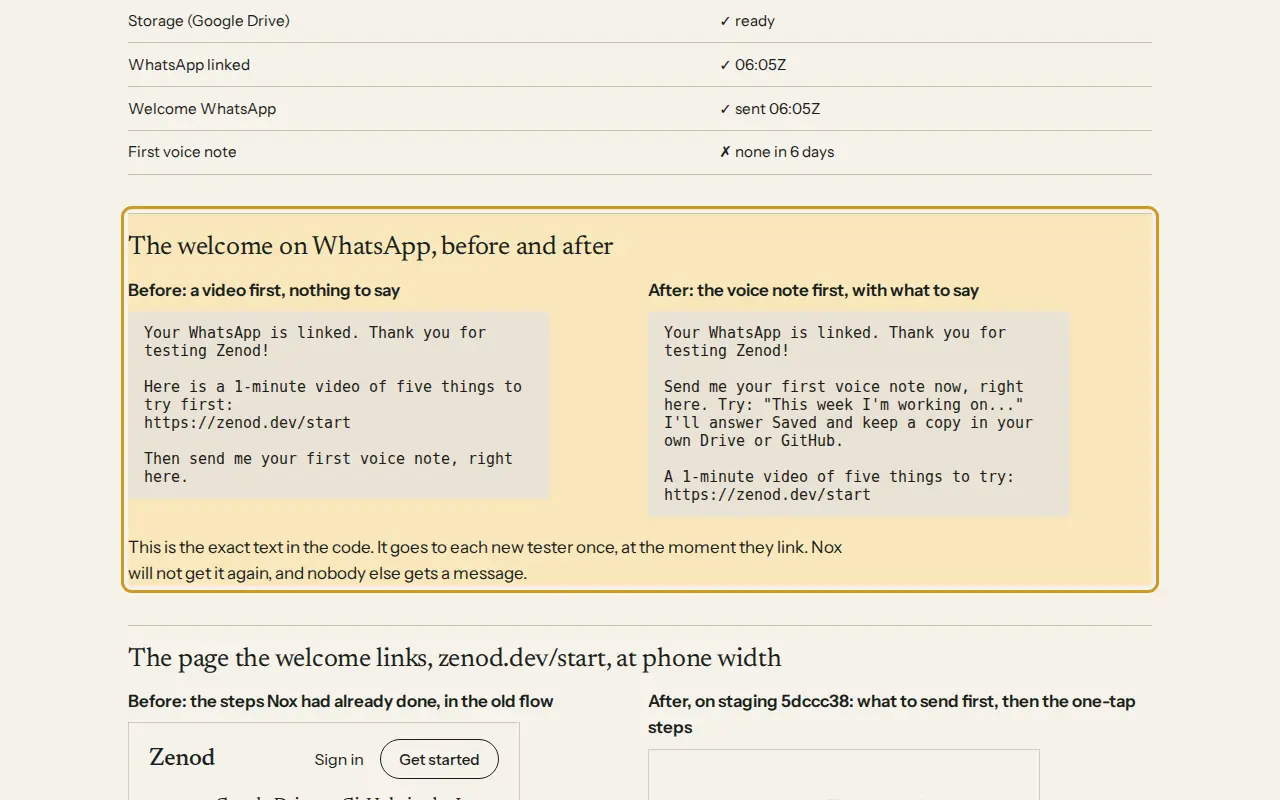 Storage (Google Drive) ✓ ready
WhatsApp linked ✓ 06:05Z
Welcome WhatsApp ✓ sent 06:05Z
First voice note ✗ none in 6 days
The welcome on WhatsApp, before and after
Before: a video first, nothing to say
Your WhatsApp is linked. Thank you for
testing Zenod!
Here is a 1-minute video of five things to
try first:
https://zenod.dev/start
Then send me your first voice note, right
here.
After: the voice note first, with what to say
Your WhatsApp is linked. Thank you for
testing Zenod!
Send me your first voice note now, right
here. Try: "This week I'm working on..."
I'll answer Saved and keep a copy in your
own Drive or GitHub.
A 1-minute video of five things to try:
https://zenod.dev/start
This is the exact text in the code. It goes to each new tester once, at the moment they link. Nox
will not get it again, and nobody else gets a message.
The page the welcome links, zenod.dev/start, at phone width
Before: the steps Nox had already done, in the old flow
Zenod Sign in Get started
After, on staging 5dccc38: what to send first, then the one-tap
steps